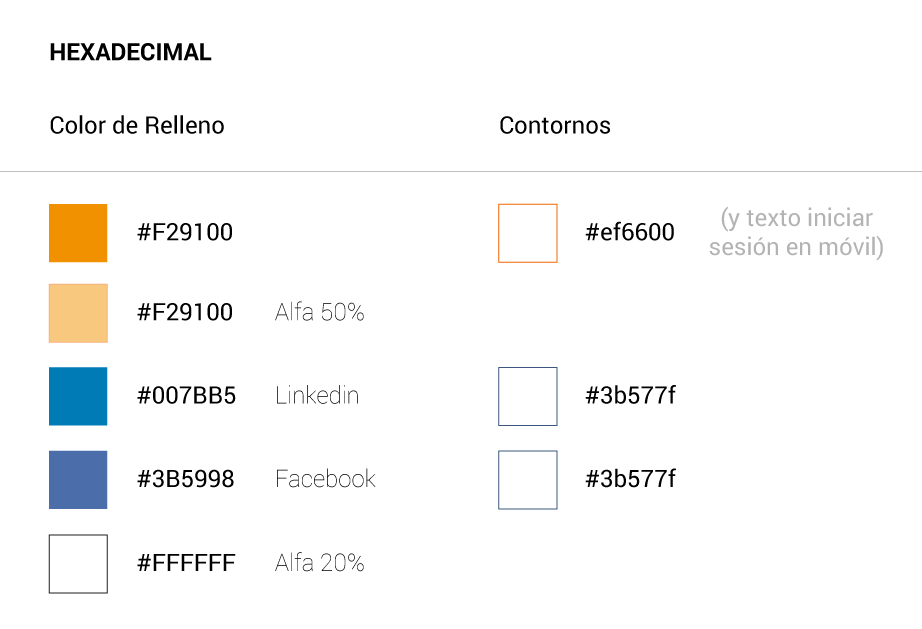 HEXADECIMAL
Color de Relleno
Contornos
#F29100
#ef6600
(y texto iniciar
sesión en móvil)
#F29100 Alfa 50%
#007BB5 Linkedin
#3b577f
#3B5998 Facebook
#3b577f
#FFFFFF Alfa 20%